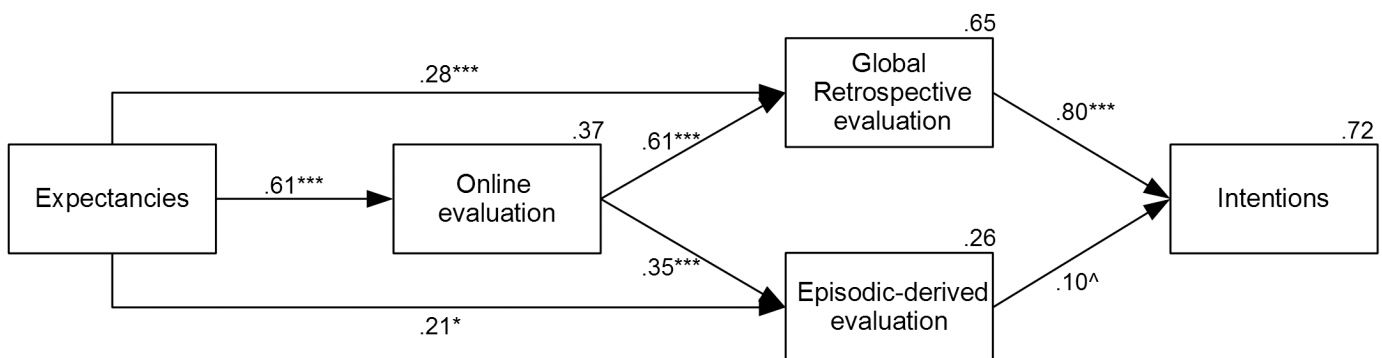 .65
Global
Retrospective
evaluation
.28***
.37
.61***
.80***
.72
Expectancies
.61***
Online
evaluation
Intentions
.26
.35***
Episodic-derived
evaluation
.10^
.21*